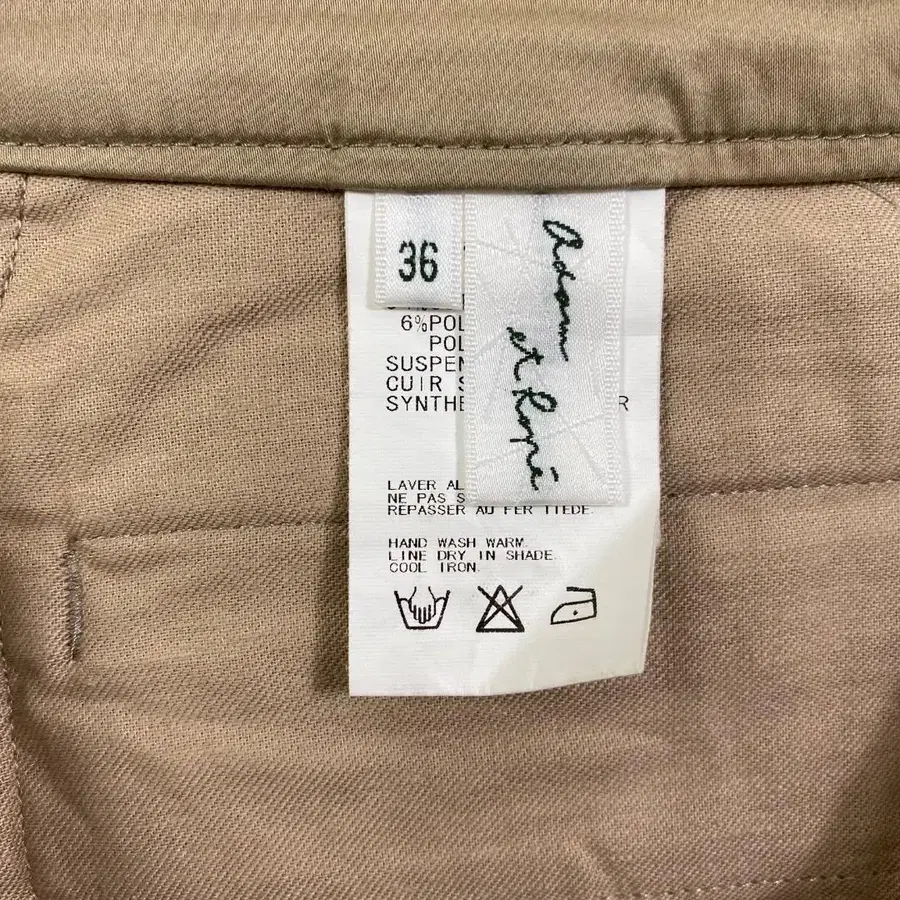 36
Adam
et Ropé
6%POL
POL
SUSPEN
CUIR S
SYNTHE R
LAVER AL
NE PAS S
REPASSER AU FER TIEDE.
HAND WASH WARM.
LINE DRY IN SHADE.
COOL IRON.